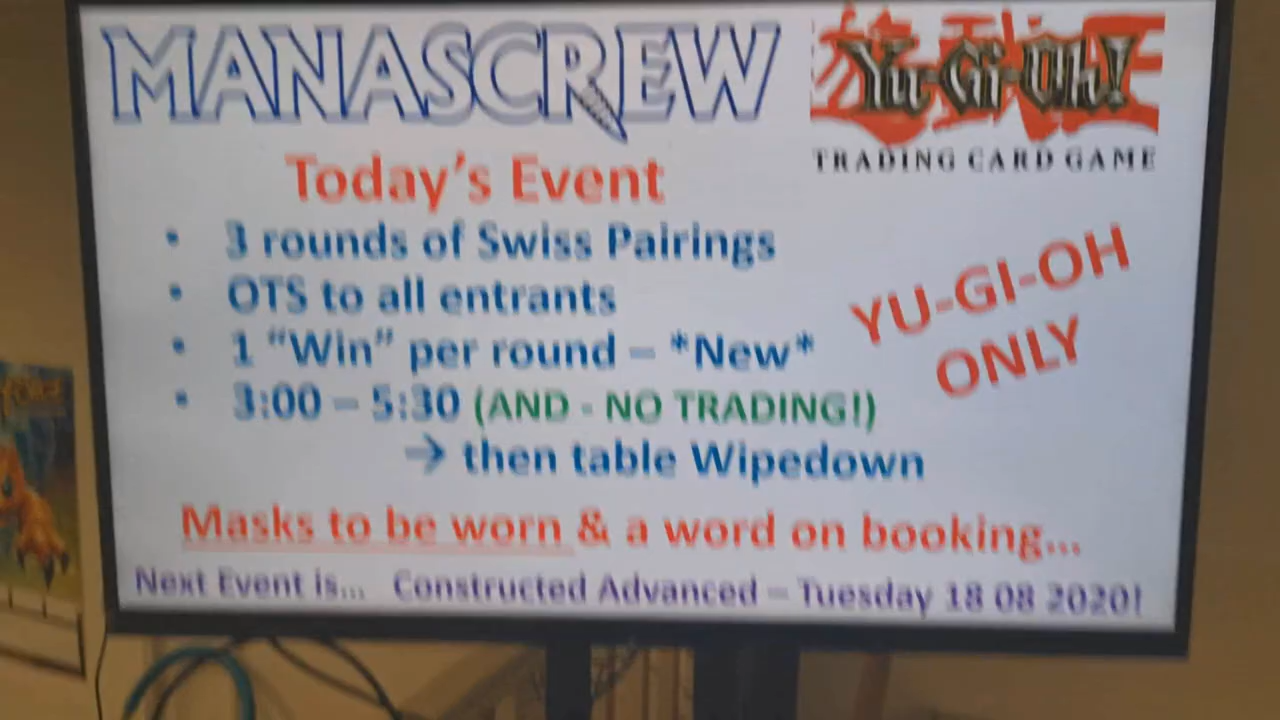 MANASCREW
Yu-Gi-Oh!
TRADING CARD GAME
Today's Event
• 3 rounds of Swiss Pairings
• OTS to all entrants
• 1 “Win” per round – *New*
• 3:00 – 5:30 (AND - NO TRADING!)
→ then table Wipedown
YU-GI-OH
ONLY
Masks to be worn & a word on booking...
Next Event is... Constructed Advanced – Tuesday 18 08 2020!